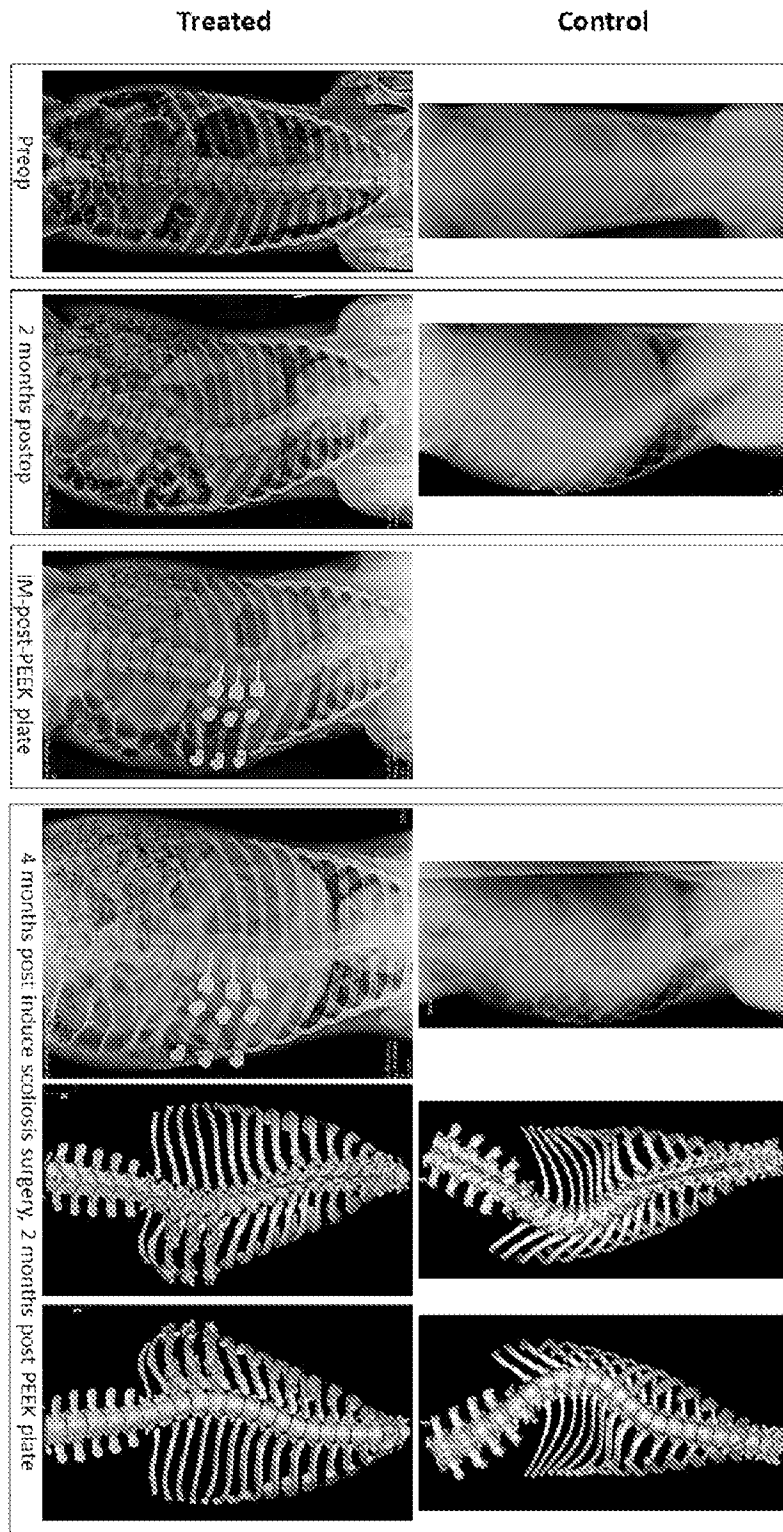 Treated
Control
Preop
2 months postop
IM-post-PEEK plate
4 months post induce scoliosis surgery, 2 months post PEEK plate